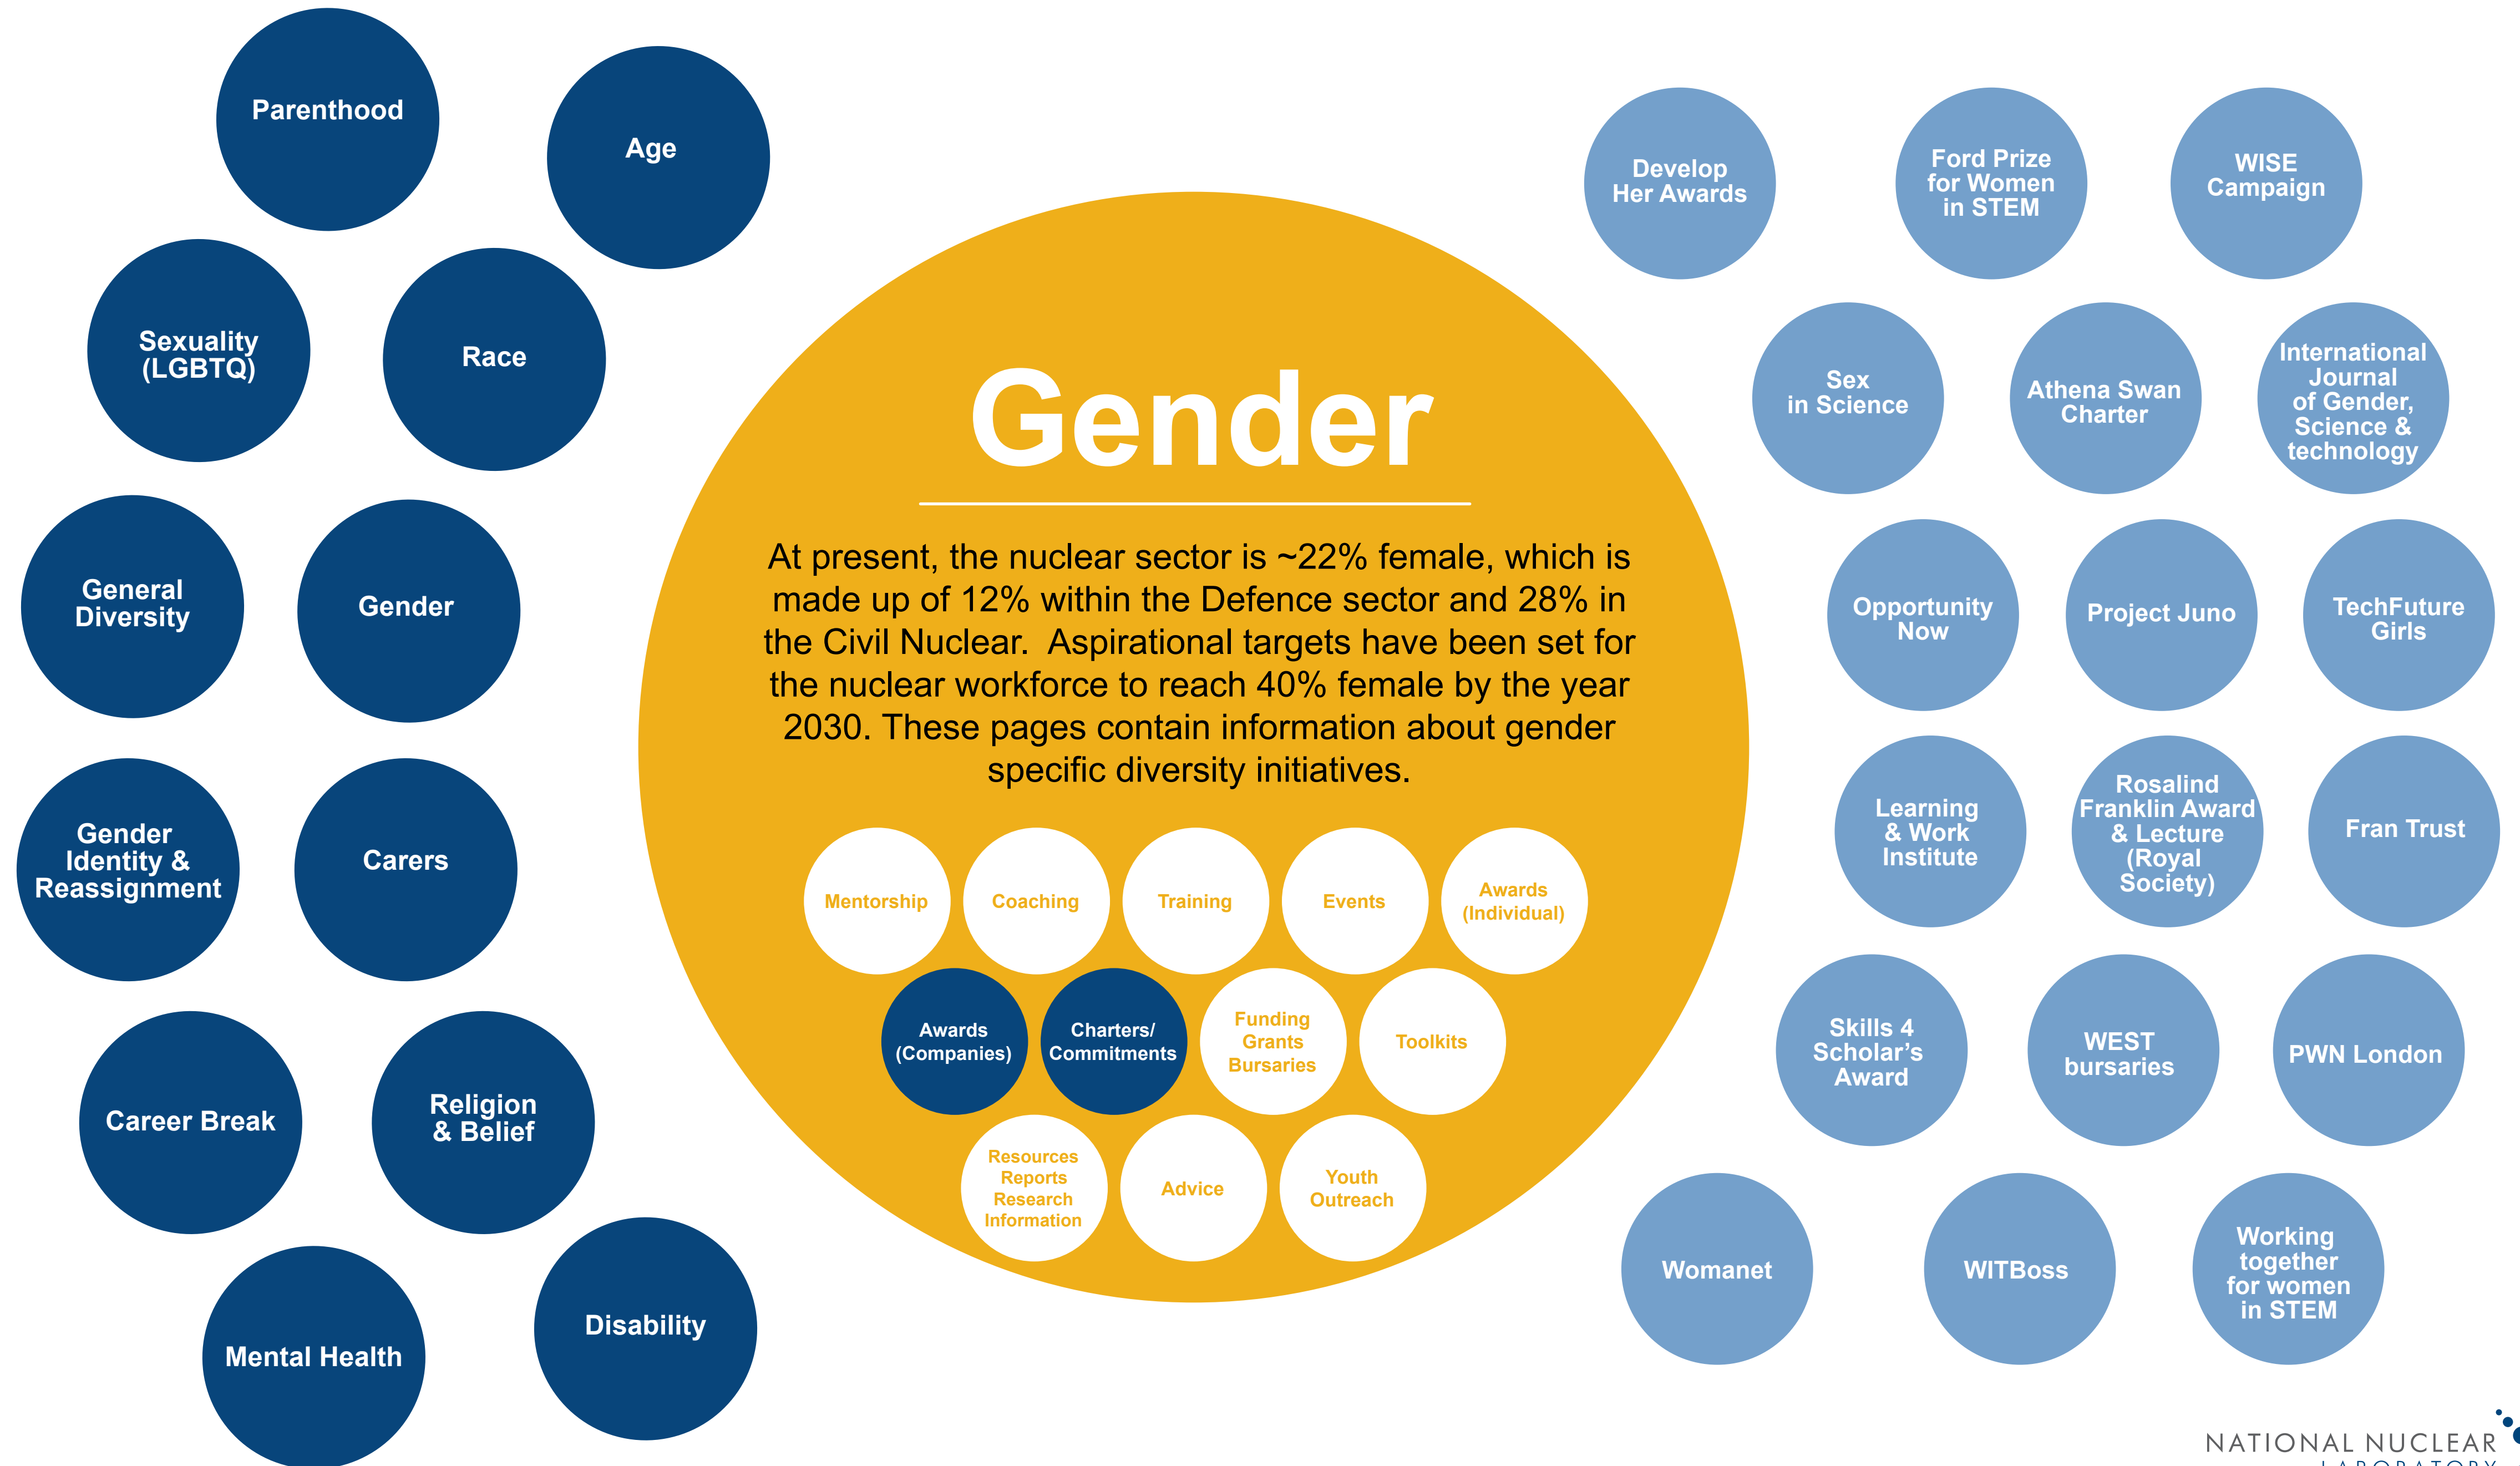 Parenthood
Age
Sexuality
(LGBTQ)
Race
General
Diversity
Gender
Gender
Identity &
Reassignment
Carers
Career Break
Religion
& Belief
Mental Health
Disability
Gender
At present, the nuclear sector is ~22% female, which is
made up of 12% within the Defence sector and 28% in
the Civil Nuclear.  Aspirational targets have been set for
the nuclear workforce to reach 40% female by the year
2030. These pages contain information about gender
specific diversity initiatives.
Mentorship
Coaching
Training
Events
Awards
(Individual)
Awards
(Companies)
Charters/
Commitments
Funding
Grants
Bursaries
Toolkits
Resources
Reports
Research
Information
Advice
Youth
Outreach
Develop
Her Awards
Ford Prize
for Women
in STEM
WISE
Campaign
Sex
in Science
Athena Swan
Charter
International
Journal
of Gender,
Science &
technology
Opportunity
Now
Project Juno
TechFuture
Girls
Learning
& Work
Institute
Rosalind
Franklin Award
& Lecture
(Royal
Society)
Fran Trust
Skills 4
Scholar’s
Award
WEST
bursaries
PWN London
Womanet
WITBoss
Working
together
for women
in STEM
NATIONAL NUCLEAR
LABORATORY